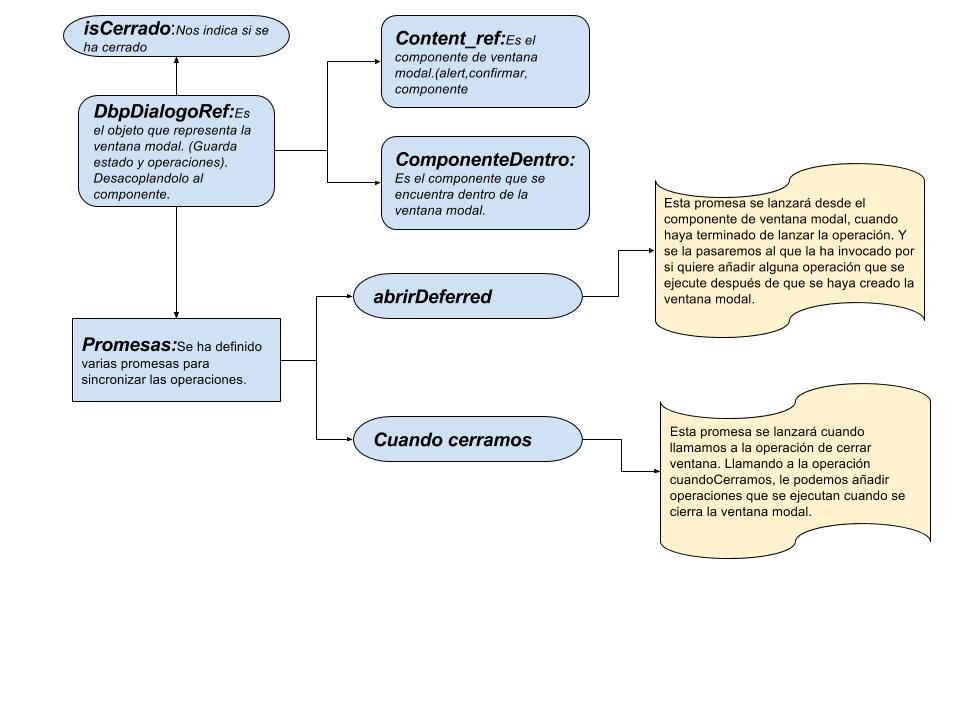 isCerrado:Nos indica si se
ha cerrado
DbpDialogoRef:Es
el objeto que representa la
ventana modal. (Guarda
estado y operaciones).
Desacoplandolo al
componente.
Content_ref:Es el
componente de ventana
modal.(alert,confirmar,
componente
ComponenteDentro:
Es el componente que se
encuentra dentro de la
ventana modal.
Promesas:Se ha definido
varias promesas para
sincronizar las operaciones.
abrirDeferred
Esta promesa se lanzará desde el
componente de ventana modal, cuando
haya terminado de lanzar la operación. Y
se la pasaremos al que la ha invocado por
si quiere añadir alguna operación que se
ejecute después de que se haya creado la
ventana modal.
Cuando cerramos
Esta promesa se lanzará cuando
llamamos a la operación de cerrar
ventana. Llamando a la operación
cuandoCerramos, le podemos añadir
operaciones que se ejecutan cuando se
cierra la ventana modal.